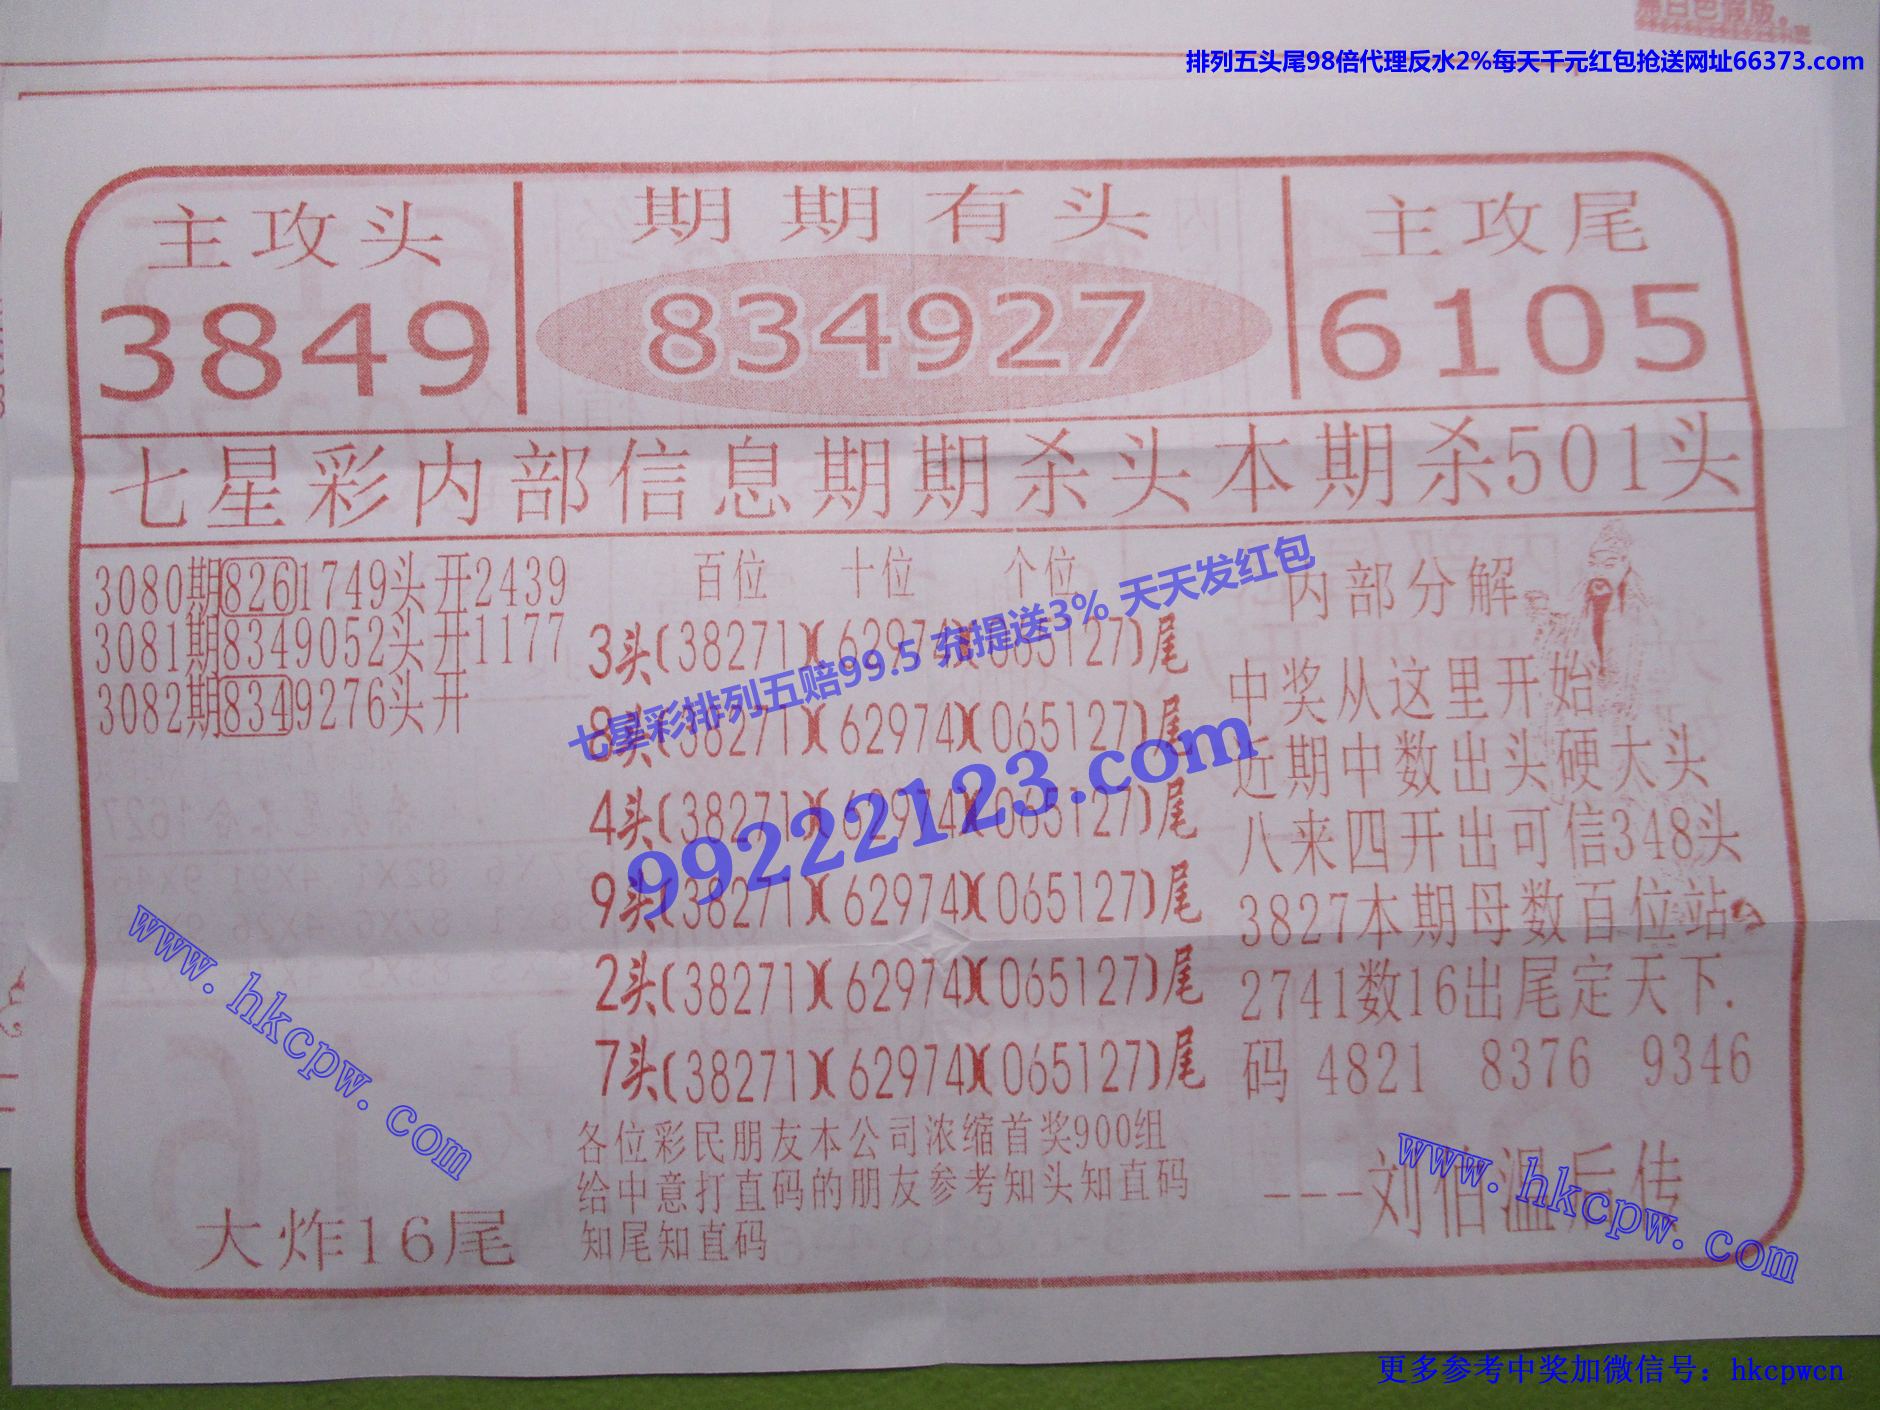 排列五头尾98倍代理反水2%每天千元红包抢送网址66373.com
主攻头
3849
期期有头
834927
主攻尾
6105
七星彩内部信息期期杀头本期杀501头
3080期8261749头开2439
3081期8349052头开1177
3082期8349276头开
百位 十位 个位
3头(38271)(62974)(065127)尾
8头(38271)(62974)(065127)尾
4头(38271)(62974)(065127)尾
9头(38271)(62974)(065127)尾
2头(38271)(62974)(065127)尾
7头(38271)(62974)(065127)尾
七星彩排列五赔99.5 充提送3% 天天发红包
99222123.com
内部分解
中奖从这里开始
近期中数出头硬大头
八来四开出可信348头
3827本期母数百位站
2741数16出尾定天下.
码 4821 8376 9346
---刘伯温后传
各位彩民朋友本公司浓缩首奖900组
给中意打直码的朋友参考知头知直码
知尾知直码
大炸16尾
www.hkcpw.com
www.hkcpw.com
更多参考中奖加微信号：hkcpwcn